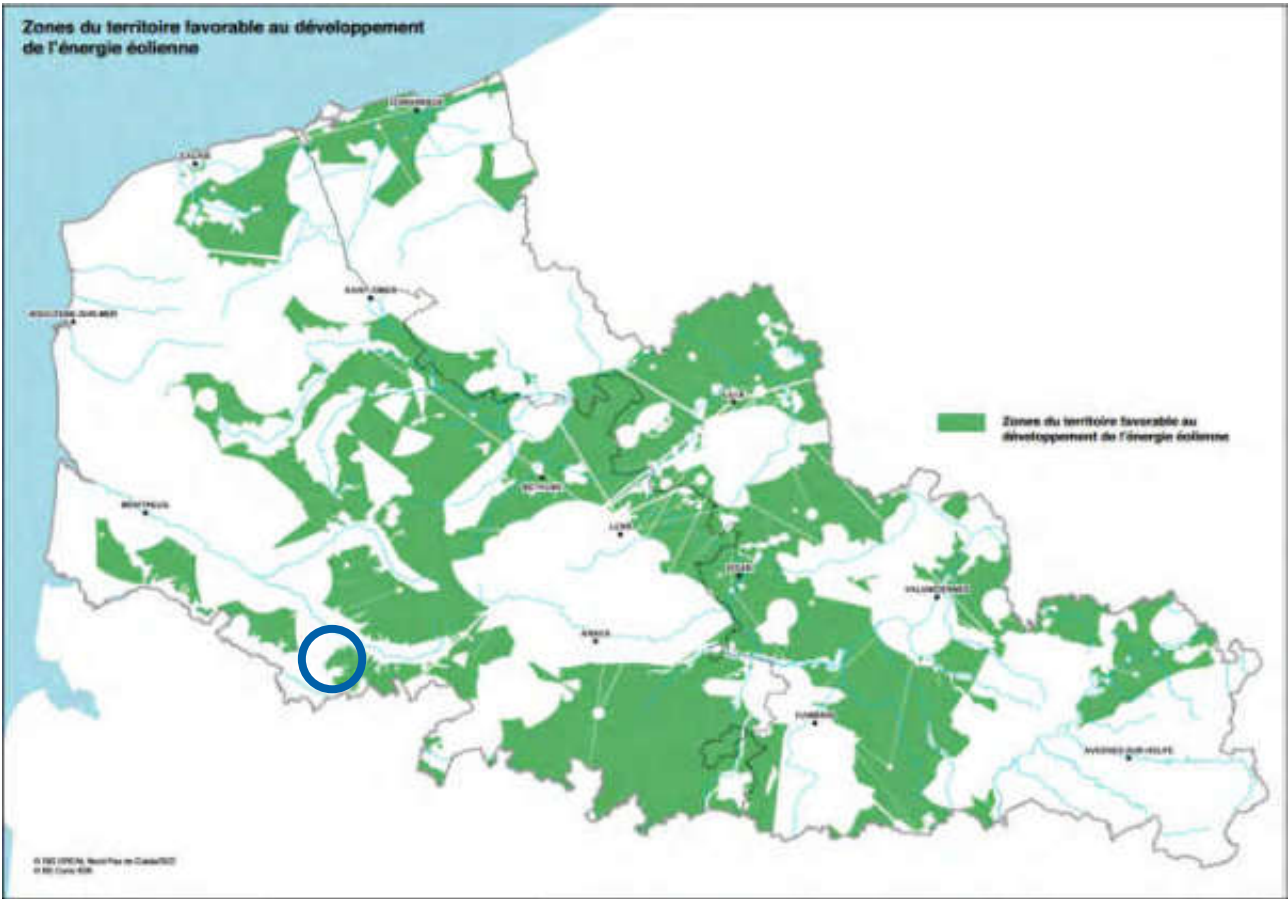 Zones du territoire favorable au développement
de l'énergie éolienne
DUNKERQUE
CALAIS
SAINT-OMER
BOULOGNE-SUR-MER
LILLE
Zones du territoire favorable au
développement de l'énergie éolienne
BETHUNE
MONTREUIL
LENS
DOUAI
VALENCIENNES
ARRAS
CAMBRAI
AVESNES-SUR-HELPE